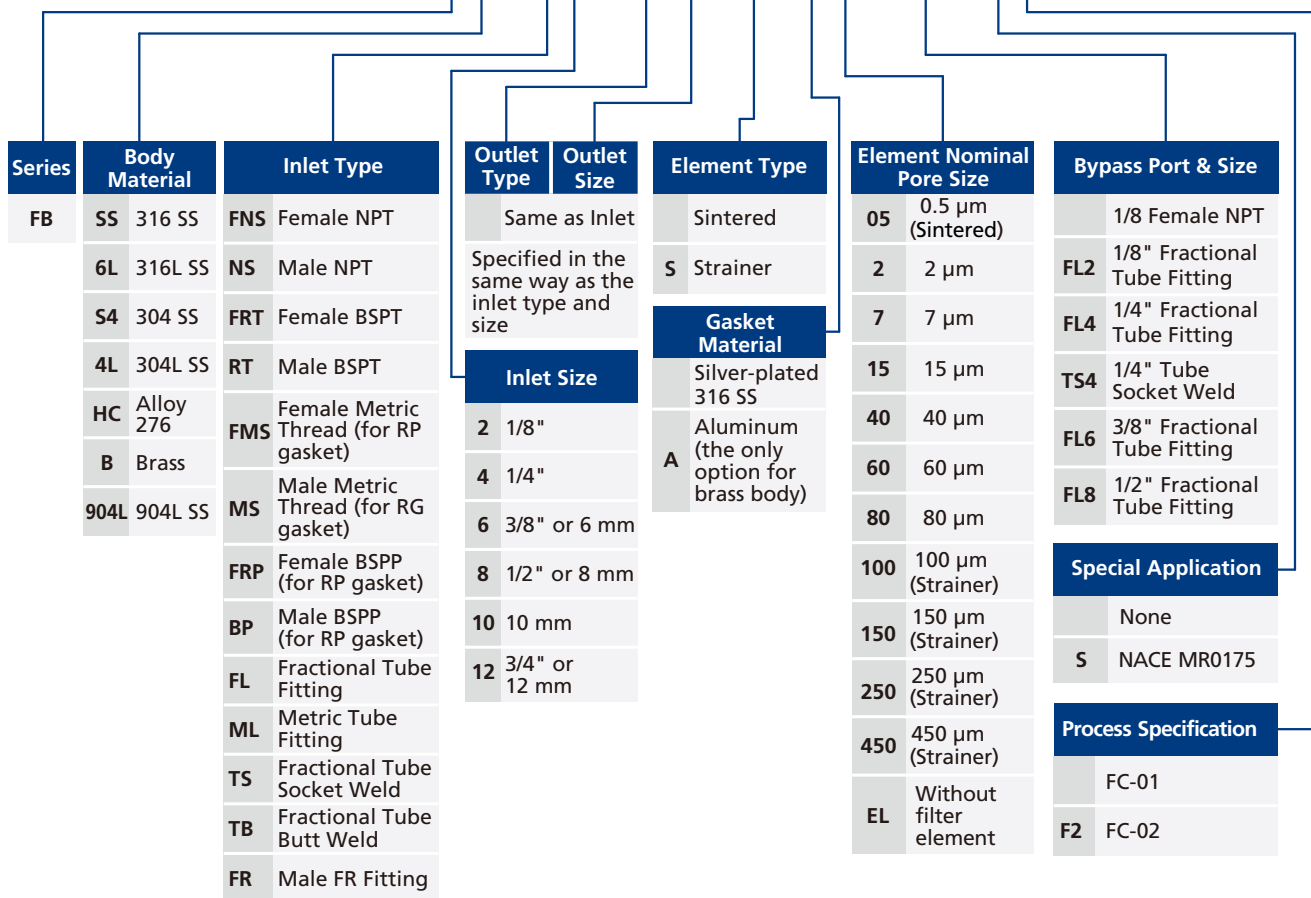 Series
FB
Body
Material
SS 316 SS
6L 316L SS
S4 304 SS
4L 304L SS
HC Alloy
276
B Brass
904L 904L SS
Inlet Type
FNS Female NPT
NS Male NPT
FRT Female BSPT
RT Male BSPT
FMS Female Metric
Thread (for RP
gasket)
MS Male Metric
Thread (for RG
gasket)
FRP Female BSPP
(for RP gasket)
BP Male BSPP
(for RP gasket)
FL Fractional Tube
Fitting
ML Metric Tube
Fitting
TS Fractional Tube
Socket Weld
TB Fractional Tube
Butt Weld
FR Male FR Fitting
Outlet
Type
Outlet
Size
Same as Inlet
Specified in the
same way as the
inlet type and
size
Inlet Size
2 1/8"
4 1/4"
6 3/8" or 6 mm
8 1/2" or 8 mm
10 10 mm
12 3/4" or
12 mm
Element Type
Sintered
S Strainer
Gasket
Material
Silver-plated
316 SS
A Aluminum
(the only
option for
brass body)
Element Nominal
Pore Size
05 0.5 μm
(Sintered)
2 2 μm
7 7 μm
15 15 μm
40 40 μm
60 60 μm
80 80 μm
100 100 μm
(Strainer)
150 150 μm
(Strainer)
250 250 μm
(Strainer)
450 450 μm
(Strainer)
EL Without
filter
element
Bypass Port & Size
1/8 Female NPT
FL2 1/8" Fractional
Tube Fitting
FL4 1/4" Fractional
Tube Fitting
TS4 1/4" Tube
Socket Weld
FL6 3/8" Fractional
Tube Fitting
FL8 1/2" Fractional
Tube Fitting
Special Application
None
S NACE MR0175
Process Specification
FC-01
F2 FC-02